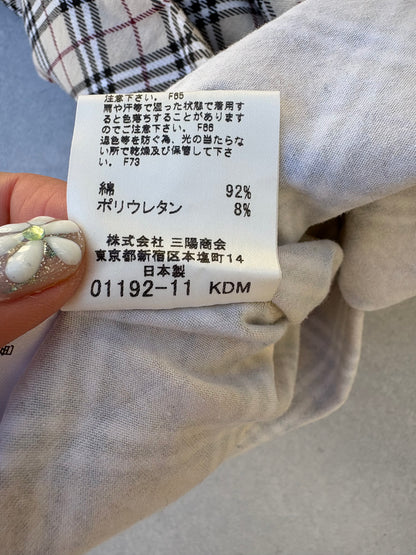 注意下さい。 F65
雨や汗等で湿った状態で着用す
ると色落ちすることがあります
のでご注意下さい。 F66
退色等を防ぐ為、光の当たらな
い所で乾燥及び保管して下さ
い。F73
綿 92%
ポリウレタン 8%
株式会社 三陽商会
東京都新宿区本塩町14
日本製
01192-11 KDM